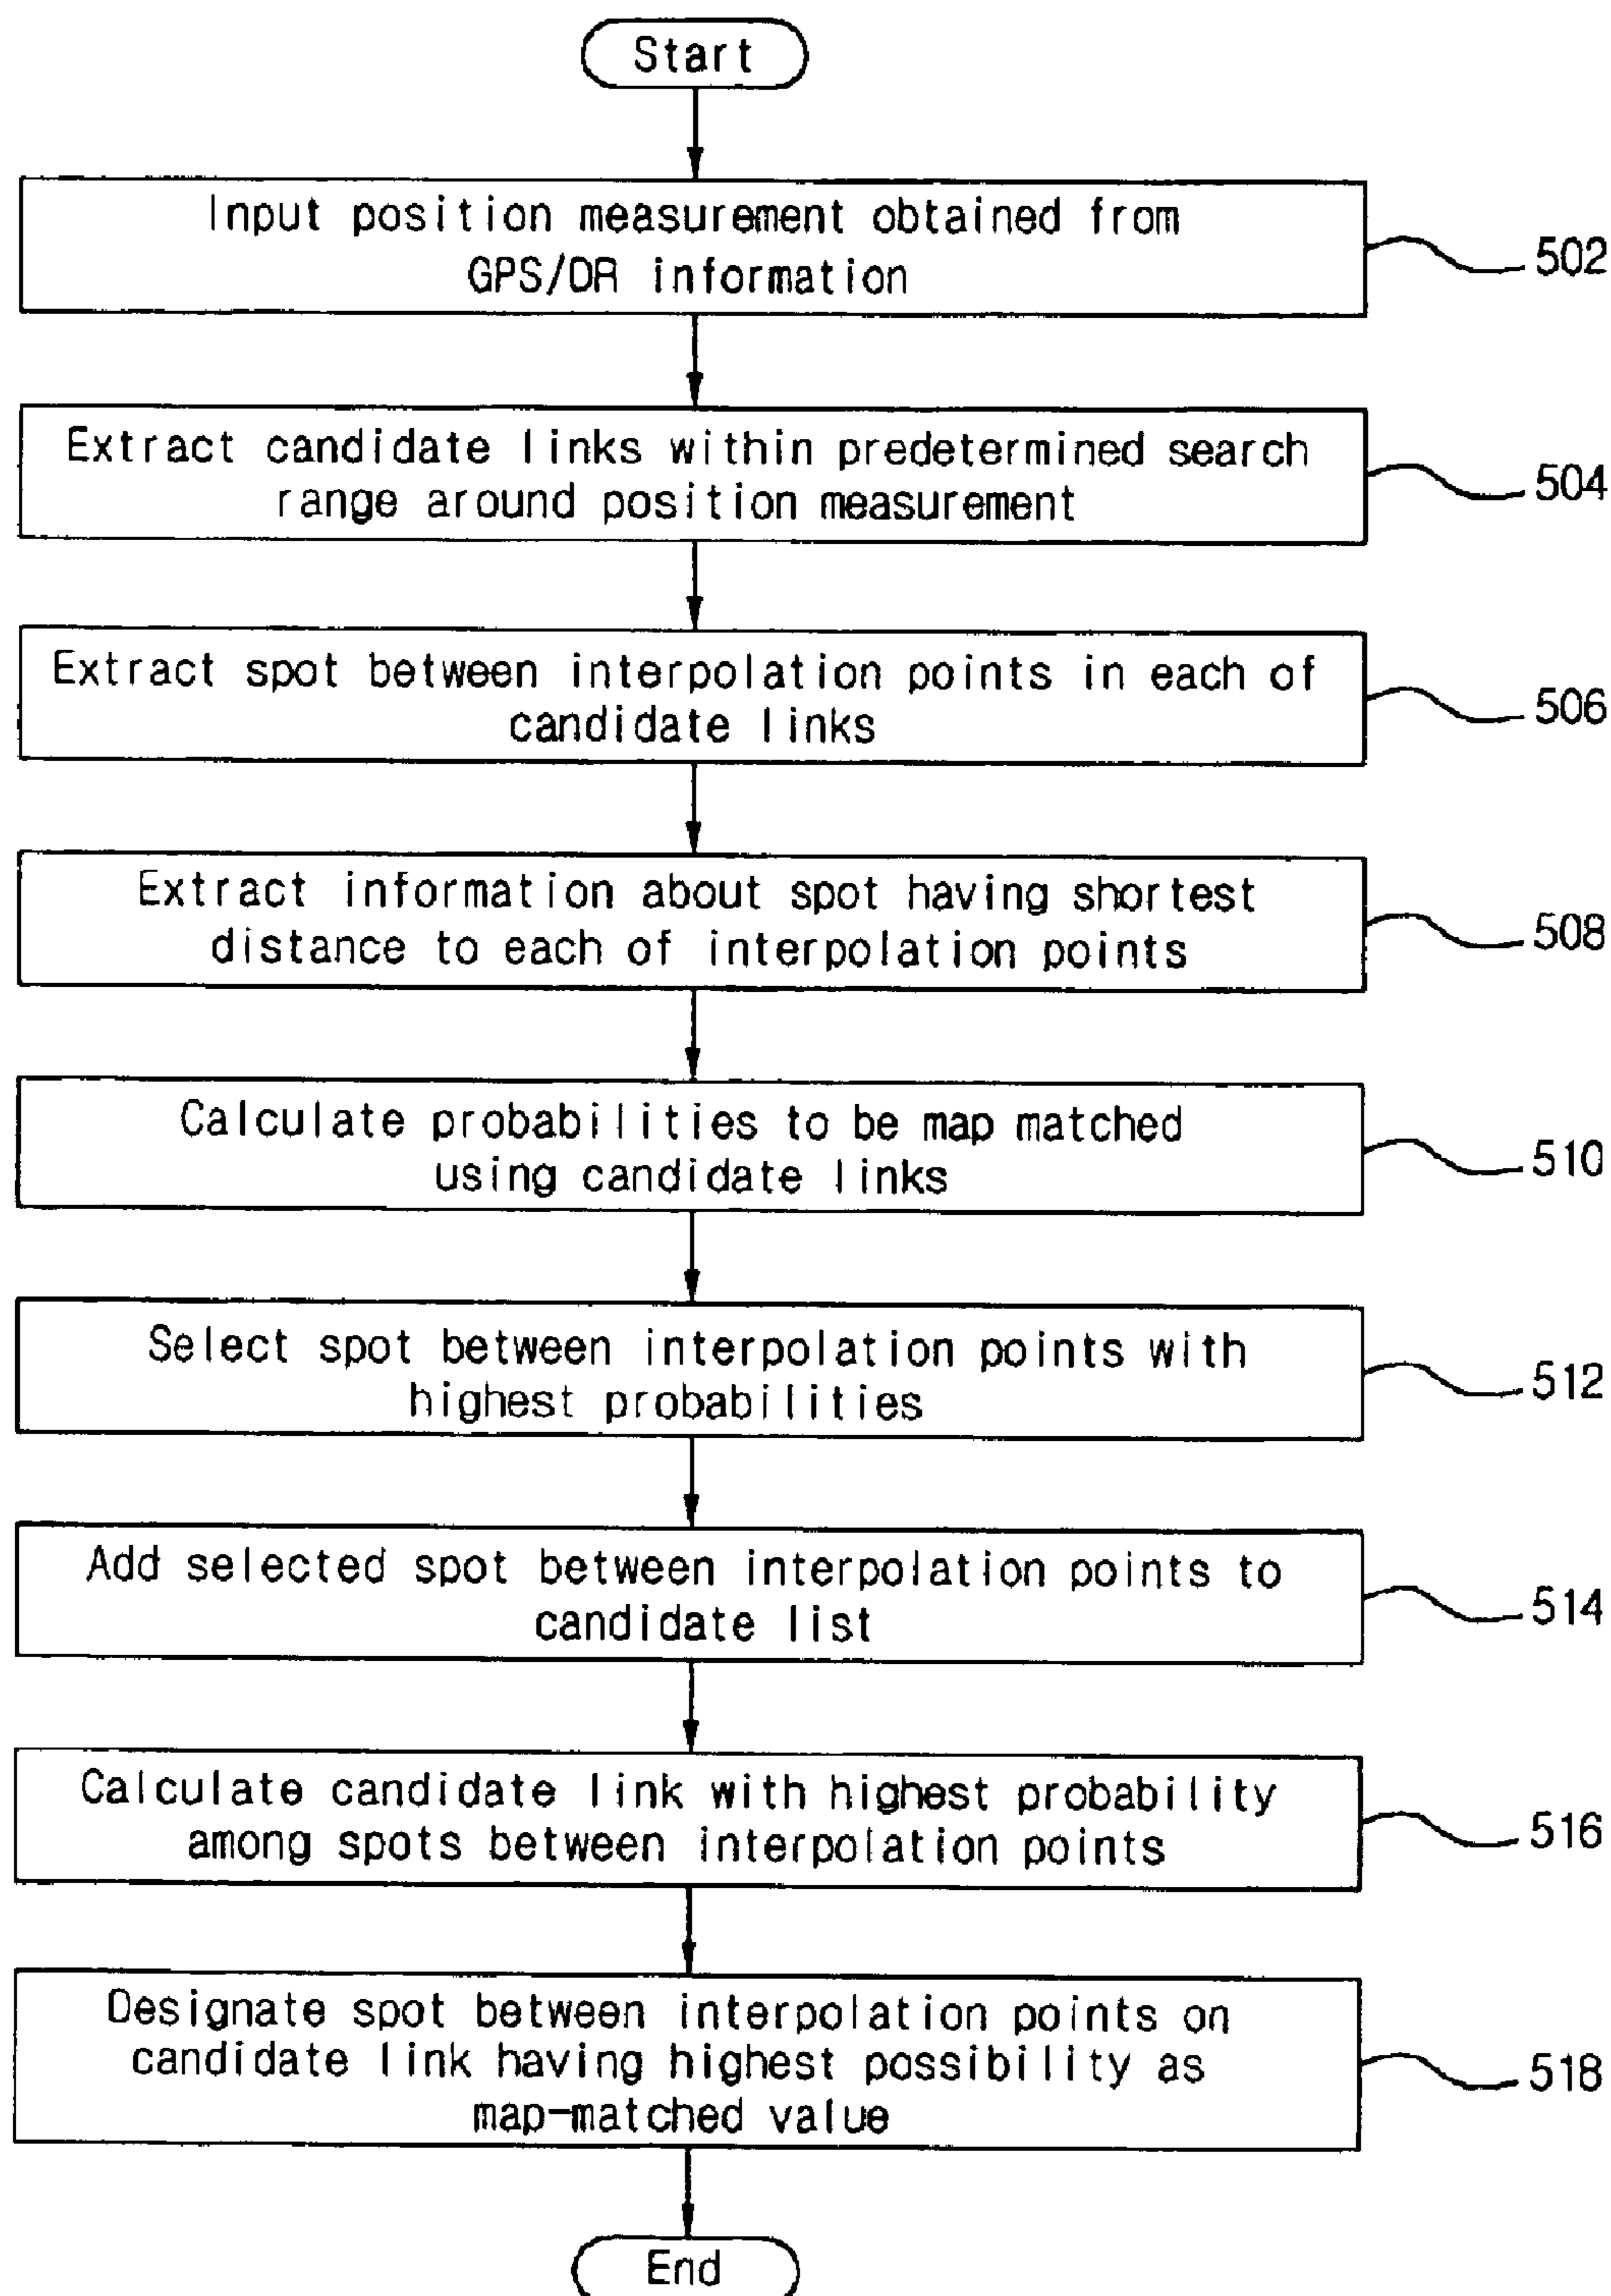 Start
Input position measurement obtained from
GPS/DR information
502
Extract candidate links within predetermined search
range around position measurement
504
Extract spot between interpolation points in each of
candidate links
506
Extract information about spot having shortest
distance to each of interpolation points
508
Calculate probabilities to be map matched
using candidate links
510
Select spot between interpolation points with
highest probabilities
512
Add selected spot between interpolation points to
candidate list
514
Calculate candidate link with highest probability
among spots between interpolation points
516
Designate spot between interpolation points on
candidate link having highest possibility as
map-matched value
518
End